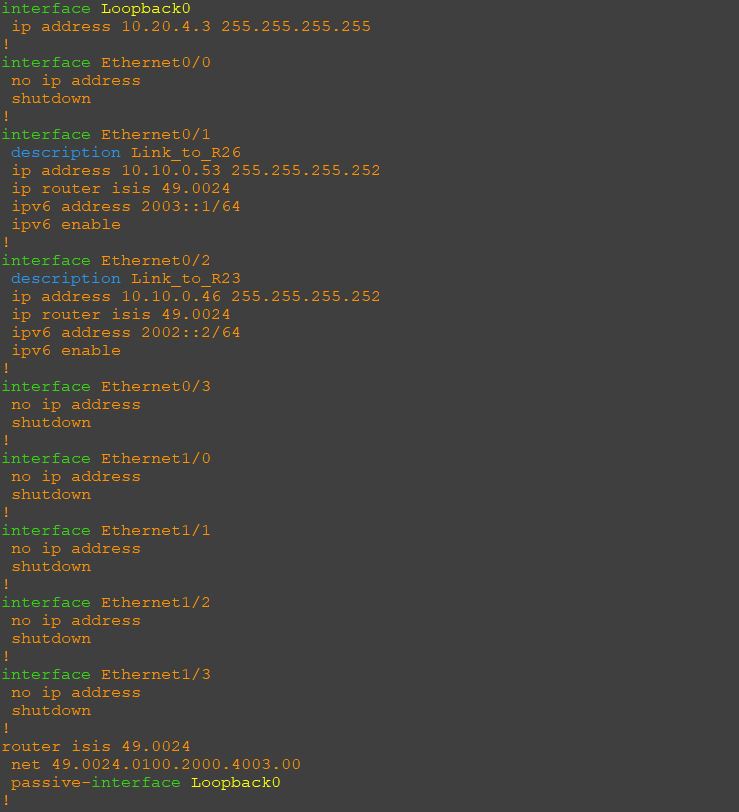 interface Loopback0
 ip address 10.20.4.3 255.255.255.255
!
interface Ethernet0/0
 no ip address
 shutdown
!
interface Ethernet0/1
 description Link_to_R26
 ip address 10.10.0.53 255.255.255.252
 ip router isis 49.0024
 ipv6 address 2003::1/64
 ipv6 enable
!
interface Ethernet0/2
 description Link_to_R23
 ip address 10.10.0.46 255.255.255.252
 ip router isis 49.0024
 ipv6 address 2002::2/64
 ipv6 enable
!
interface Ethernet0/3
 no ip address
 shutdown
!
interface Ethernet1/0
 no ip address
 shutdown
!
interface Ethernet1/1
 no ip address
 shutdown
!
interface Ethernet1/2
 no ip address
 shutdown
!
interface Ethernet1/3
 no ip address
 shutdown
!
router isis 49.0024
 net 49.0024.0100.2000.4003.00
 passive-interface Loopback0
!